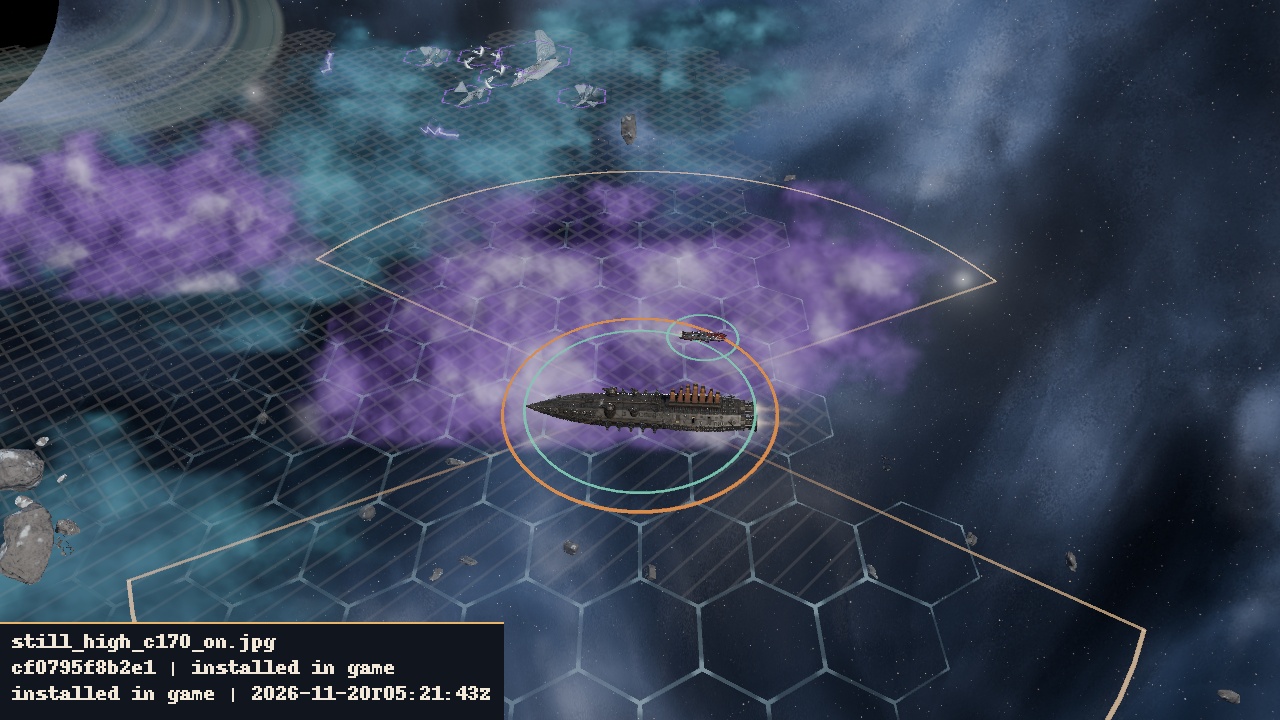 still_high_c170_on.jpg
cf0795f8b2e1 | installed in game
installed in game | 2026-11-20T05:21:43Z